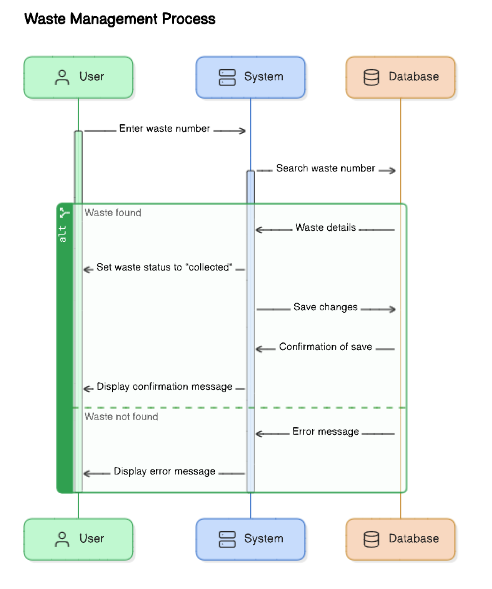 Waste Management Process
User
System
Database
Enter waste number
Search waste number
alt
Waste found
Waste details
Set waste status to "collected"
Save changes
Confirmation of save
Display confirmation message
Waste not found
Error message
Display error message
User
System
Database